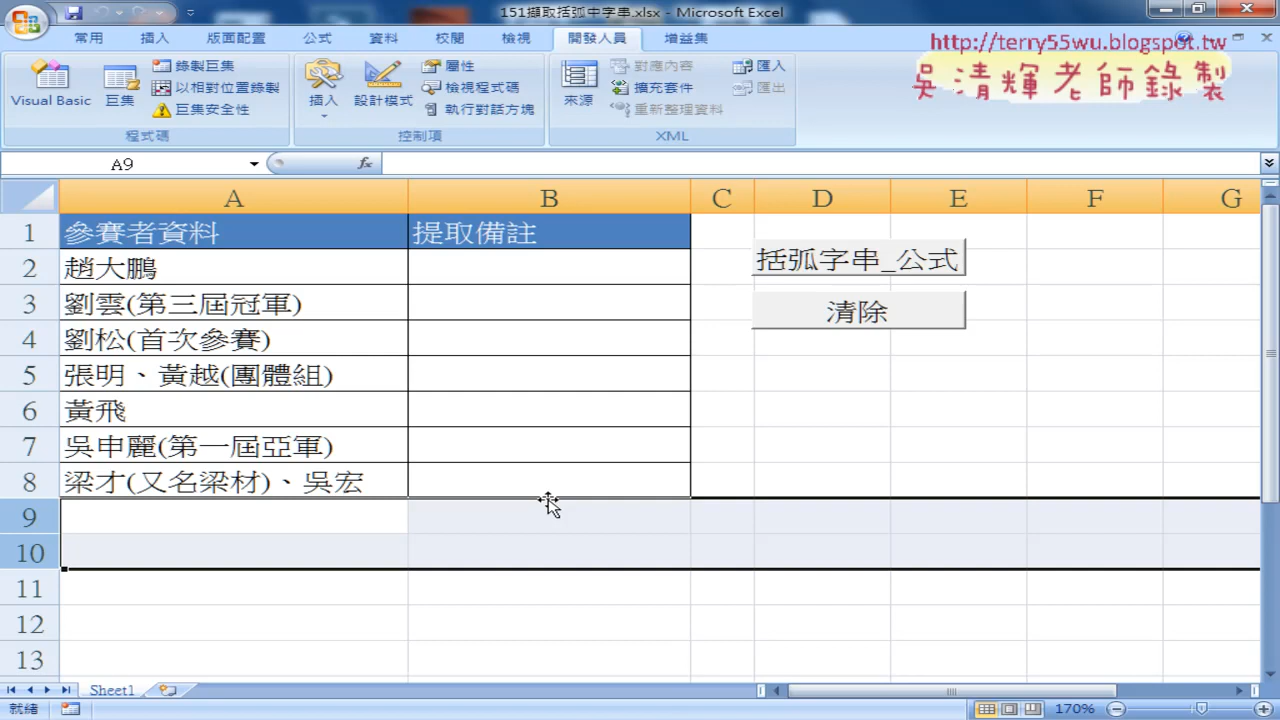 151擷取括弧中字串.xlsx - Microsoft Excel
常用 插入 版面配置 公式 資料 校閱 檢視 開發人員 增益集
http://terry55wu.blogspot.tw
吳清輝老師錄製
Visual Basic 巨集 錄製巨集 以相對位置錄製 巨集安全性
插入 設計模式 屬性 檢視程式碼 執行對話方塊
來源 對應內容 擴充套件 重新整理資料 匯入 匯出
程式碼 控制項 XML
A9 fx
A B C D E F G
1 參賽者資料 提取備註
2 趙大鵬
3 劉雲(第三屆冠軍)
4 劉松(首次參賽)
5 張明、黃越(團體組)
6 黃飛
7 吳申麗(第一屆亞軍)
8 梁才(又名梁材)、吳宏
9
10
11
12
13
括弧字串_公式
清除
Sheet1
就緒 170%